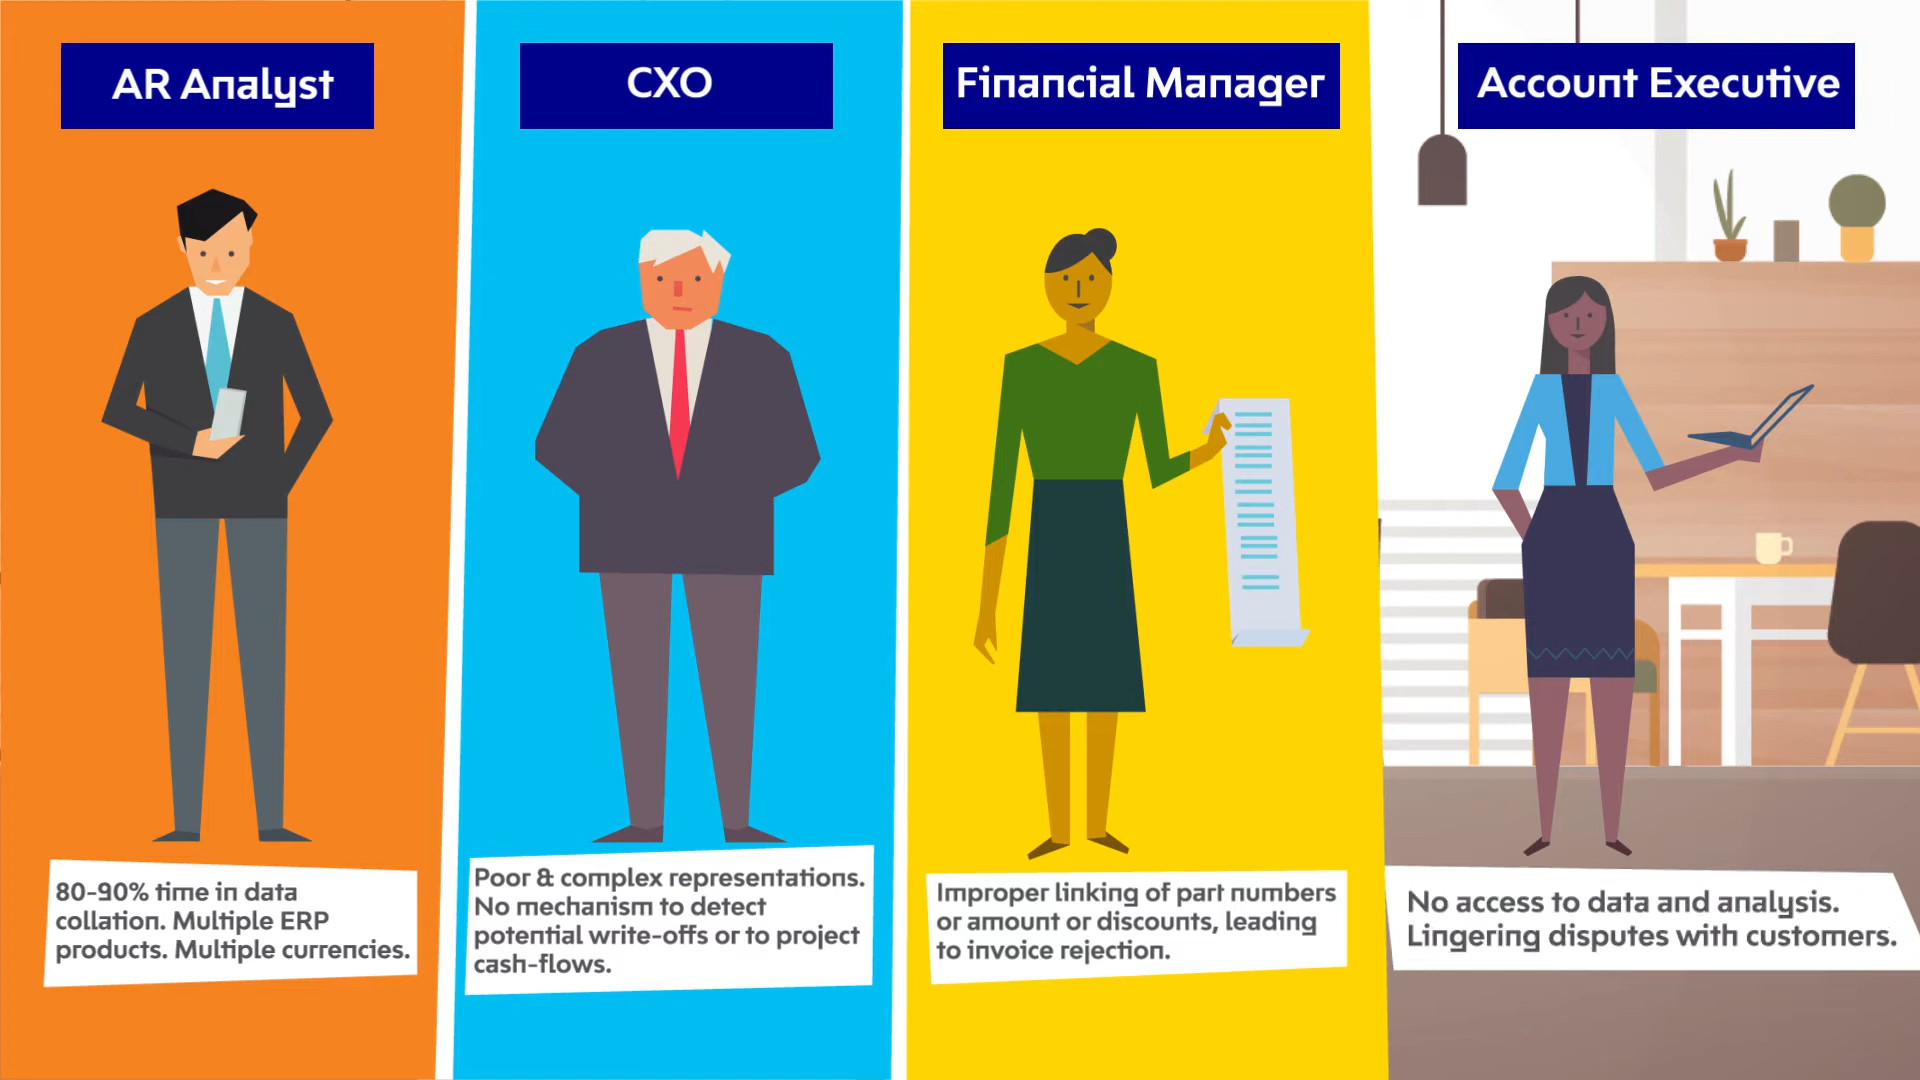 AR Analyst
CXO
Financial Manager
Account Executive
80-90% time in data
collation. Multiple ERP
products. Multiple currencies.
Poor & complex representations.
No mechanism to detect
potential write-offs or to project
cash-flows.
Improper linking of part numbers
or amount or discounts, leading
to invoice rejection.
No access to data and analysis.
Lingering disputes with customers.